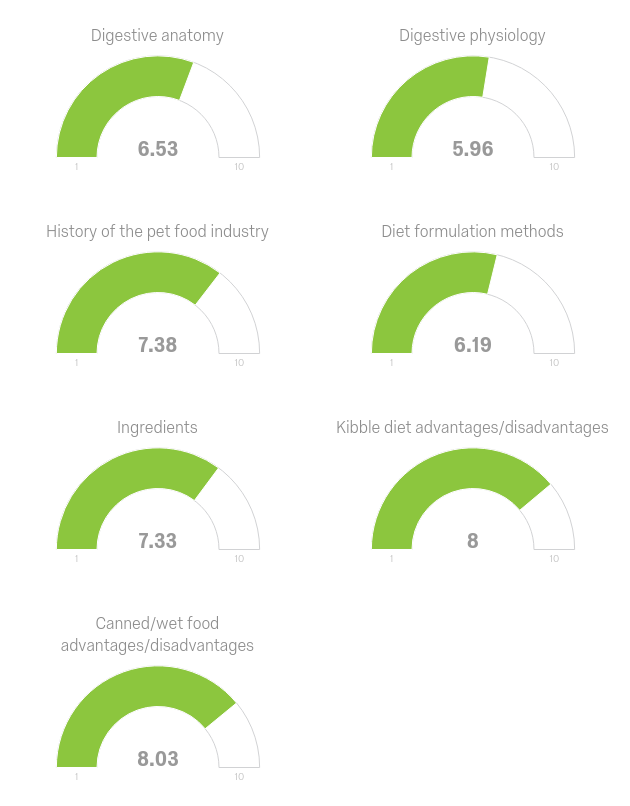 Digestive anatomy
6.53
1
10
Digestive physiology
5.96
1
10
History of the pet food industry
7.38
1
10
Diet formulation methods
6.19
1
10
Ingredients
7.33
1
10
Kibble diet advantages/disadvantages
8
1
10
Canned/wet food
advantages/disadvantages
8.03
1
10